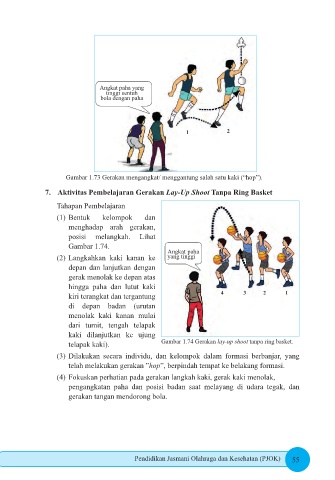 Angkat paha yang
tinggi sentuh
bola dengan paha
1
2
Gambar 1.73 Gerakan mengangkat/ menggantung salah satu kaki ("hop").
7. Aktivitas Pembelajaran Gerakan Lay-Up Shoot Tanpa Ring Basket
Tahapan Pembelajaran
(1) Bentuk kelompok dan
menghadap arah gerakan,
posisi melangkah. Lihat
Gambar 1.74.
(2) Langkahkan kaki kanan ke
depan dan lanjutkan dengan
gerak menolak ke depan atas
hingga paha dan lutut kaki
kiri terangkat dan tergantung
di depan badan (urutan
menolak kaki kanan mulai
dari tumit, tengah telapak
kaki dilanjutkan ke ujung
telapak kaki).
Angkat paha
yang tinggi
4
3
2
1
Gambar 1.74 Gerakan lay-up shoot tanpa ring basket.
(3) Dilakukan secara individu, dan kelompok dalam formasi berbanjar, yang
telah melakukan gerakan "hop", berpindah tempat ke belakang formasi.
(4) Fokuskan perhatian pada gerakan langkah kaki, gerak kaki menolak,
pengangkatan paha dan posisi badan saat melayang di udara tegak, dan
gerakan tangan mendorong bola.
Pendidikan Jasmani Olahraga dan Kesehatan (PJOK)
55